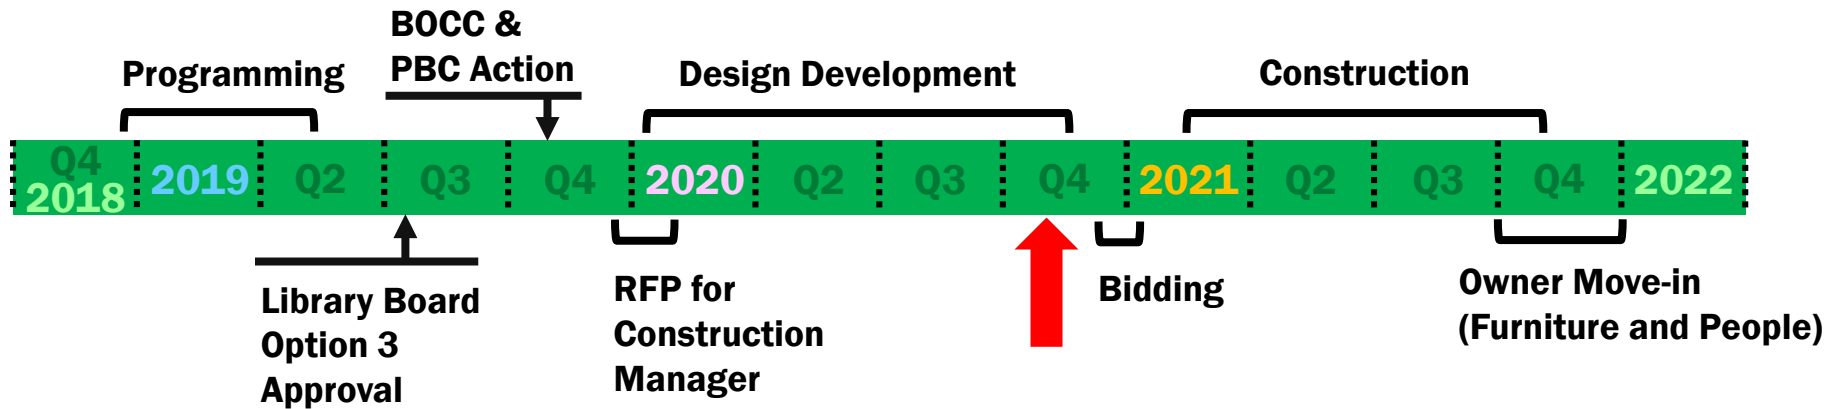 BOCC &
PBC Action
Programming
Design Development
Construction
Q4
2018
2019
Q2
Q3
Q4
2020
Q2
Q3
Q4
2021
Q2
Q3
Q4
2022
Library Board
Option 3
Approval
RFP for
Construction
Manager
Bidding
Owner Move-in
(Furniture and People)